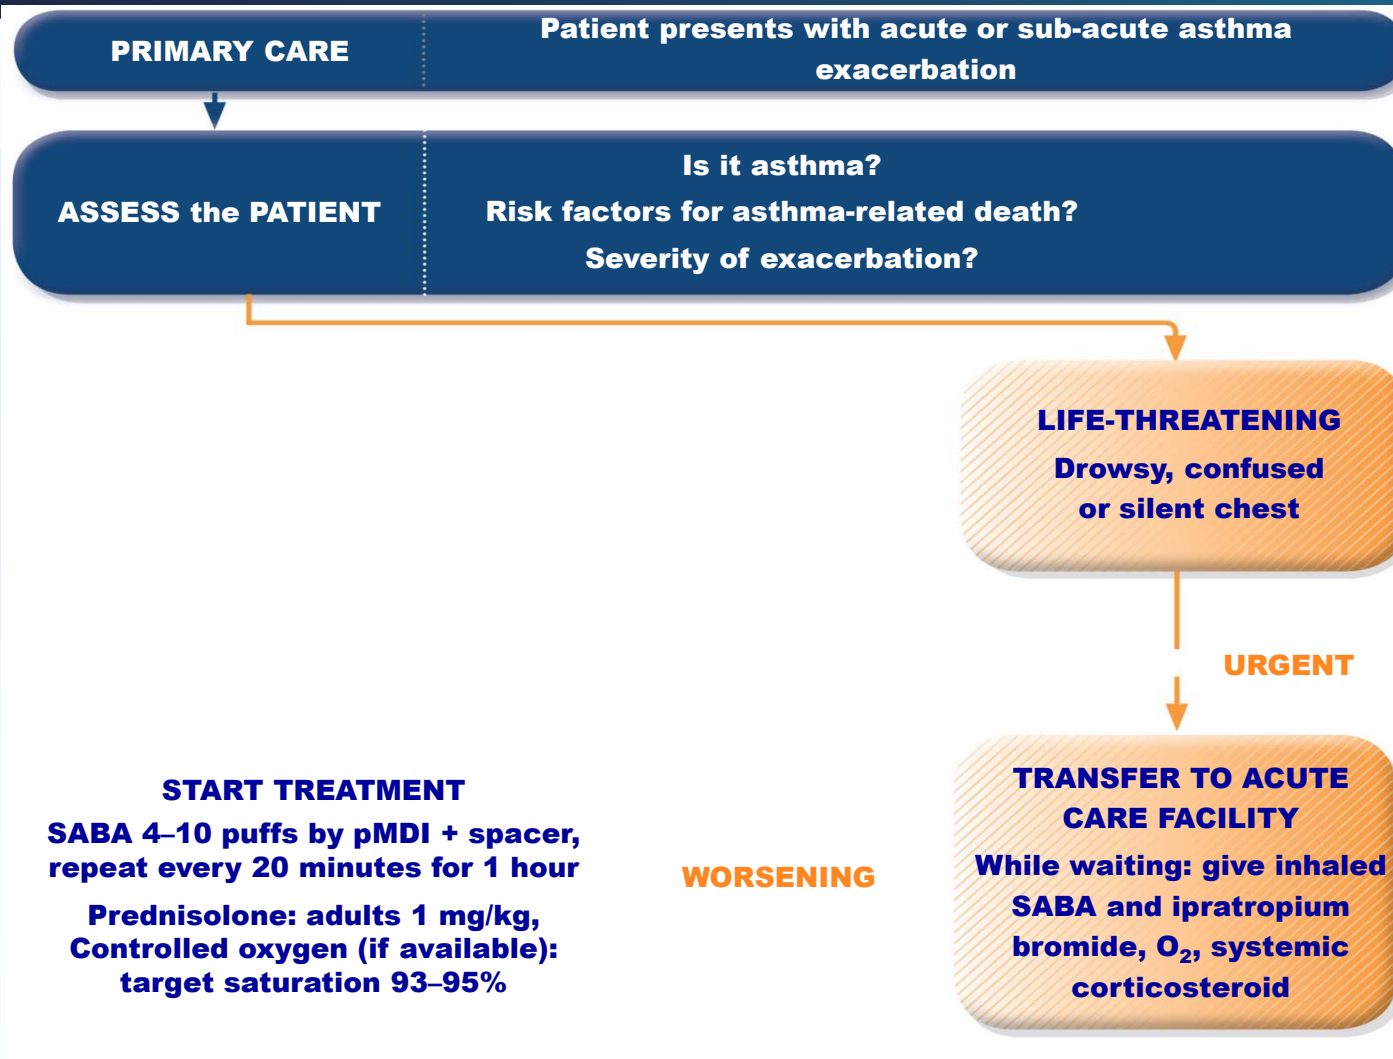 PRIMARY CARE
Patient presents with acute or sub-acute asthma
exacerbation
ASSESS the PATIENT
Is it asthma?
Risk factors for asthma-related death?
Severity of exacerbation?
LIFE-THREATENING
Drowsy, confused
or silent chest
URGENT
START TREATMENT
SABA 4–10 puffs by pMDI + spacer,
repeat every 20 minutes for 1 hour
Prednisolone: adults 1 mg/kg,
Controlled oxygen (if available):
target saturation 93–95%
WORSENING
TRANSFER TO ACUTE
CARE FACILITY
While waiting: give inhaled
SABA and ipratropium
bromide, O₂, systemic
corticosteroid